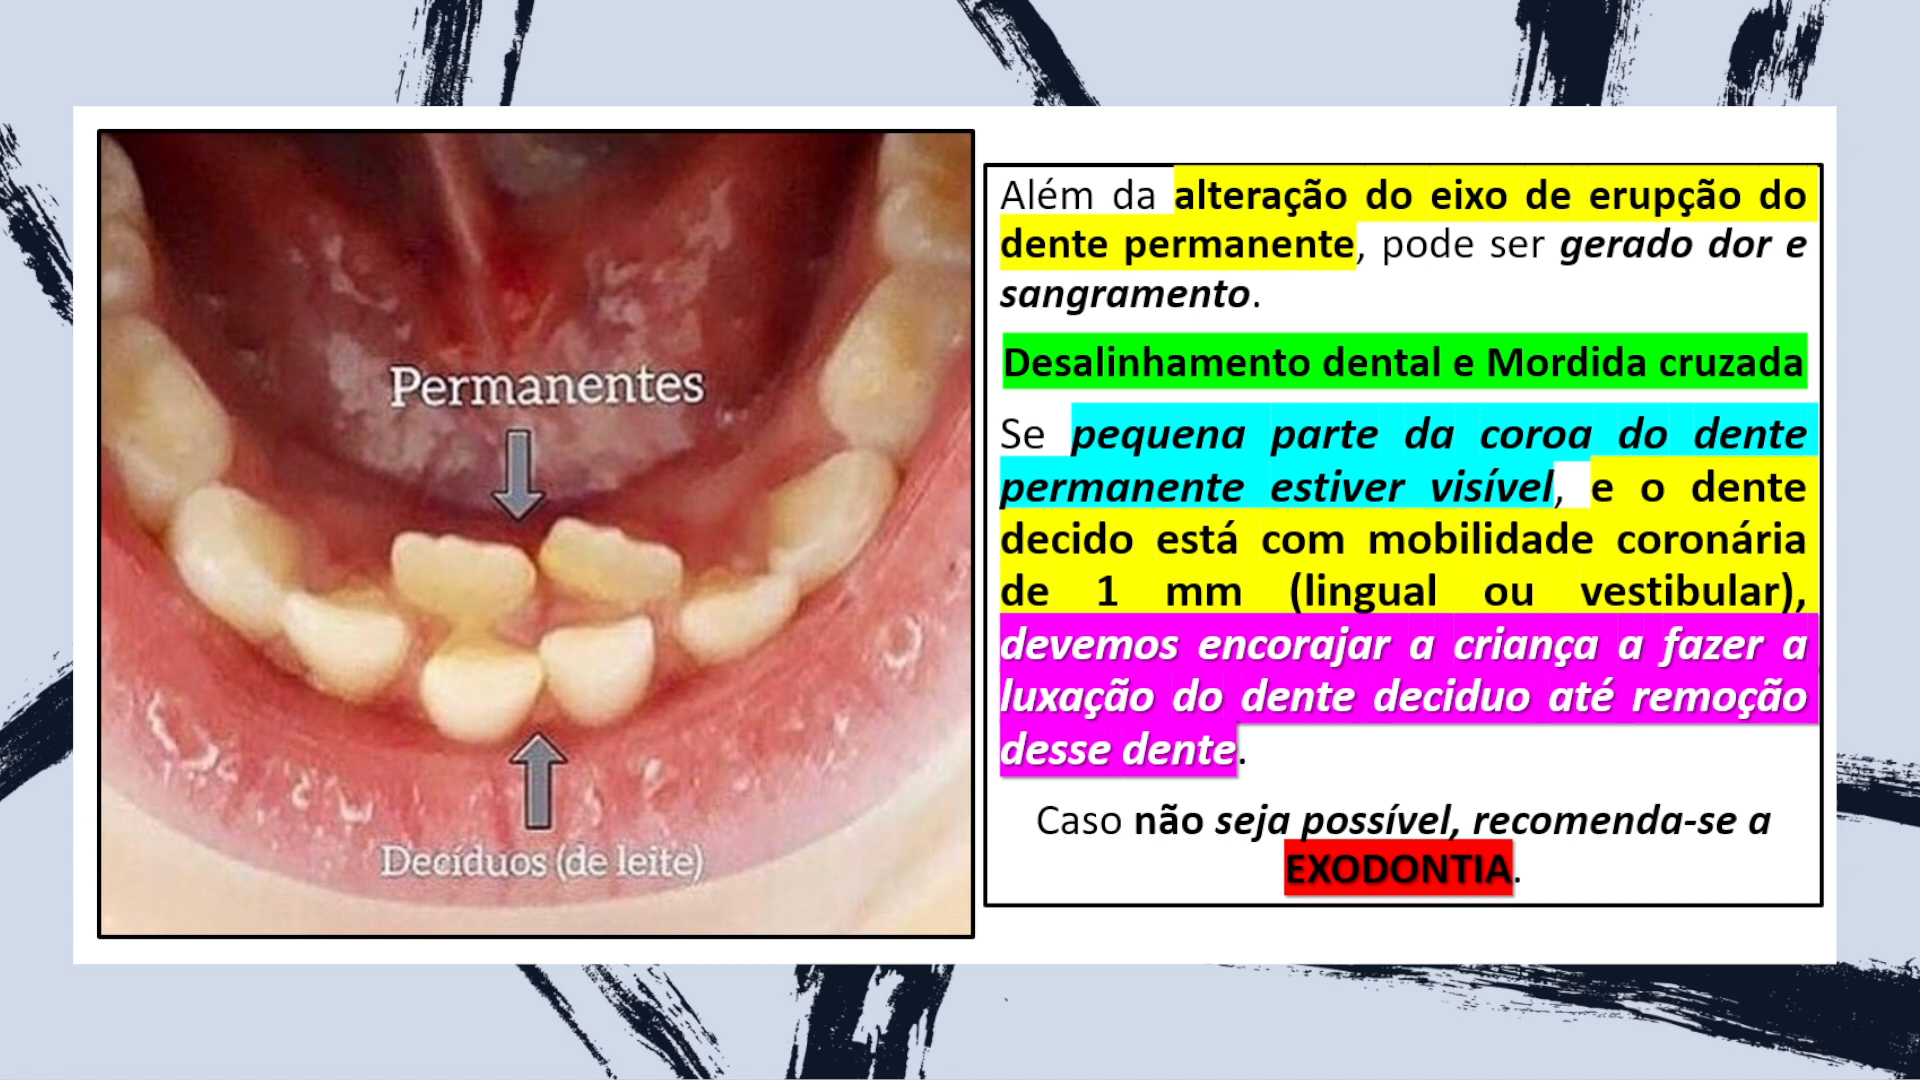 Permanentes
Decíduos (de leite)
Além da alteração do eixo de erupção do
dente permanente, pode ser gerado dor e
sangramento.
Desalinhamento dental e Mordida cruzada
Se pequena parte da coroa do dente
permanente estiver visível, e o dente
decido está com mobilidade coronária
de 1 mm (lingual ou vestibular),
devemos encorajar a criança a fazer a
luxação do dente deciduo até remoção
desse dente.
Caso não seja possível, recomenda-se a
EXODONTIA.